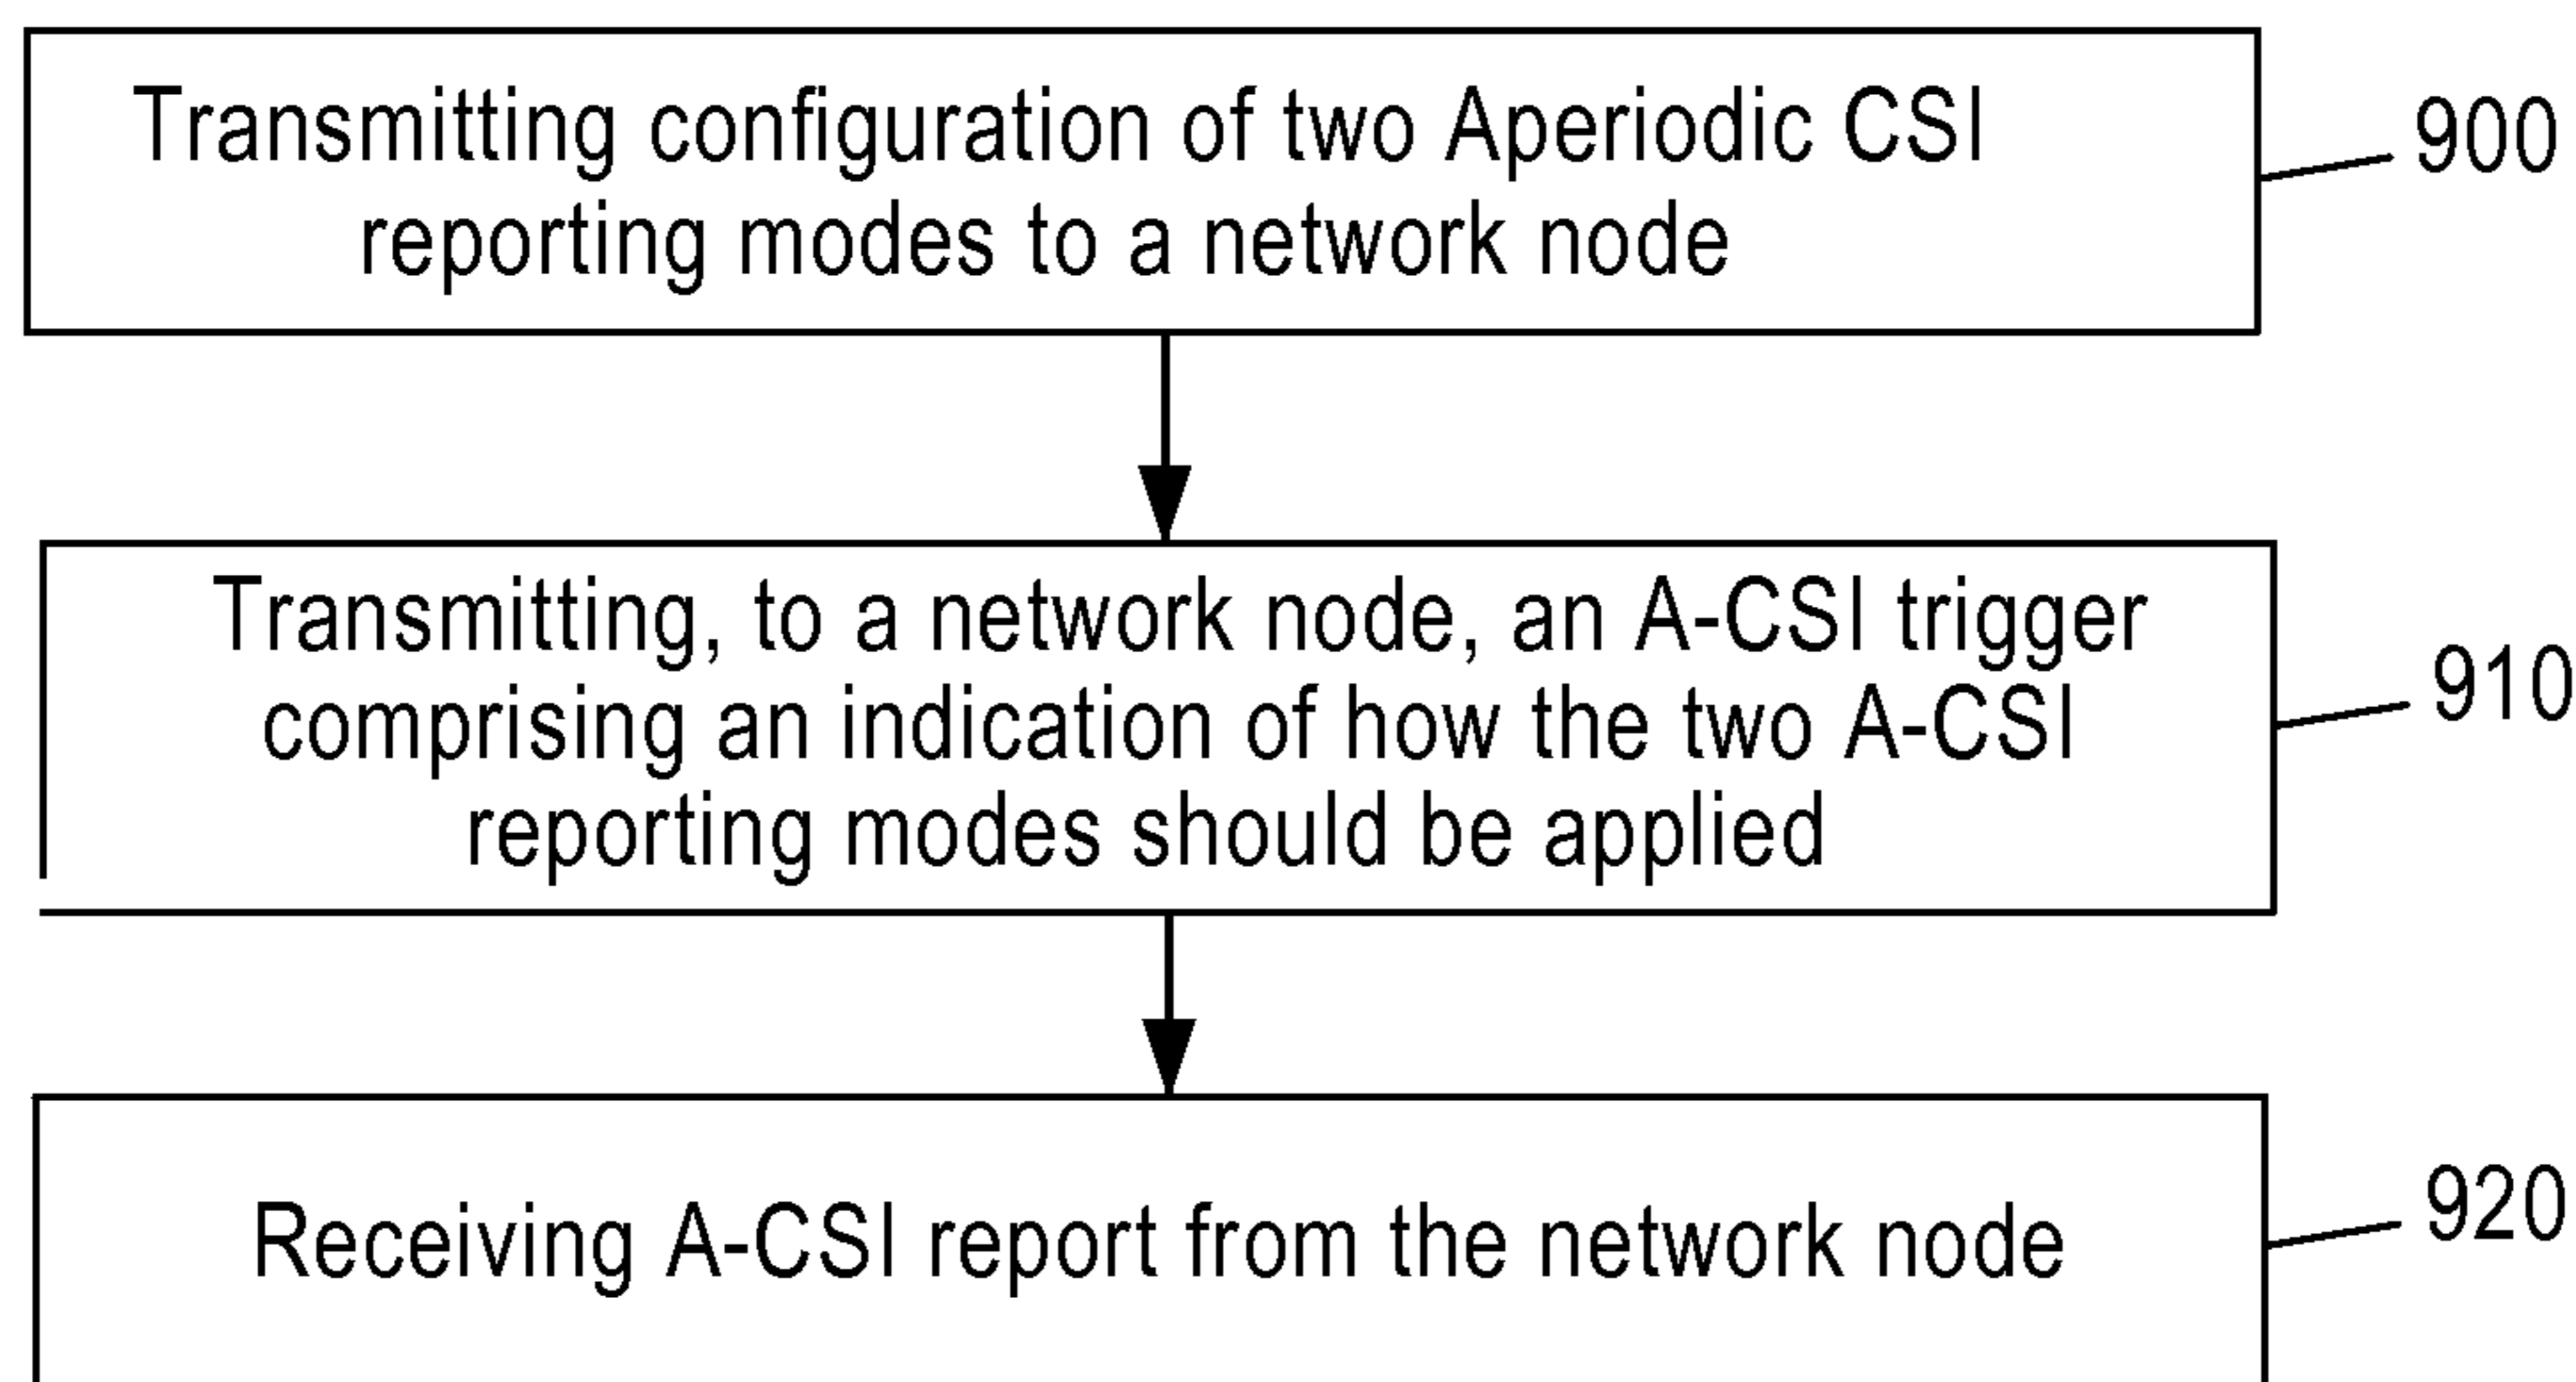 Transmitting configuration of two Aperiodic CSI
reporting modes to a network node
900
Transmitting, to a network node, an A-CSI trigger
comprising an indication of how the two A-CSI
reporting modes should be applied
910
Receiving A-CSI report from the network node
920